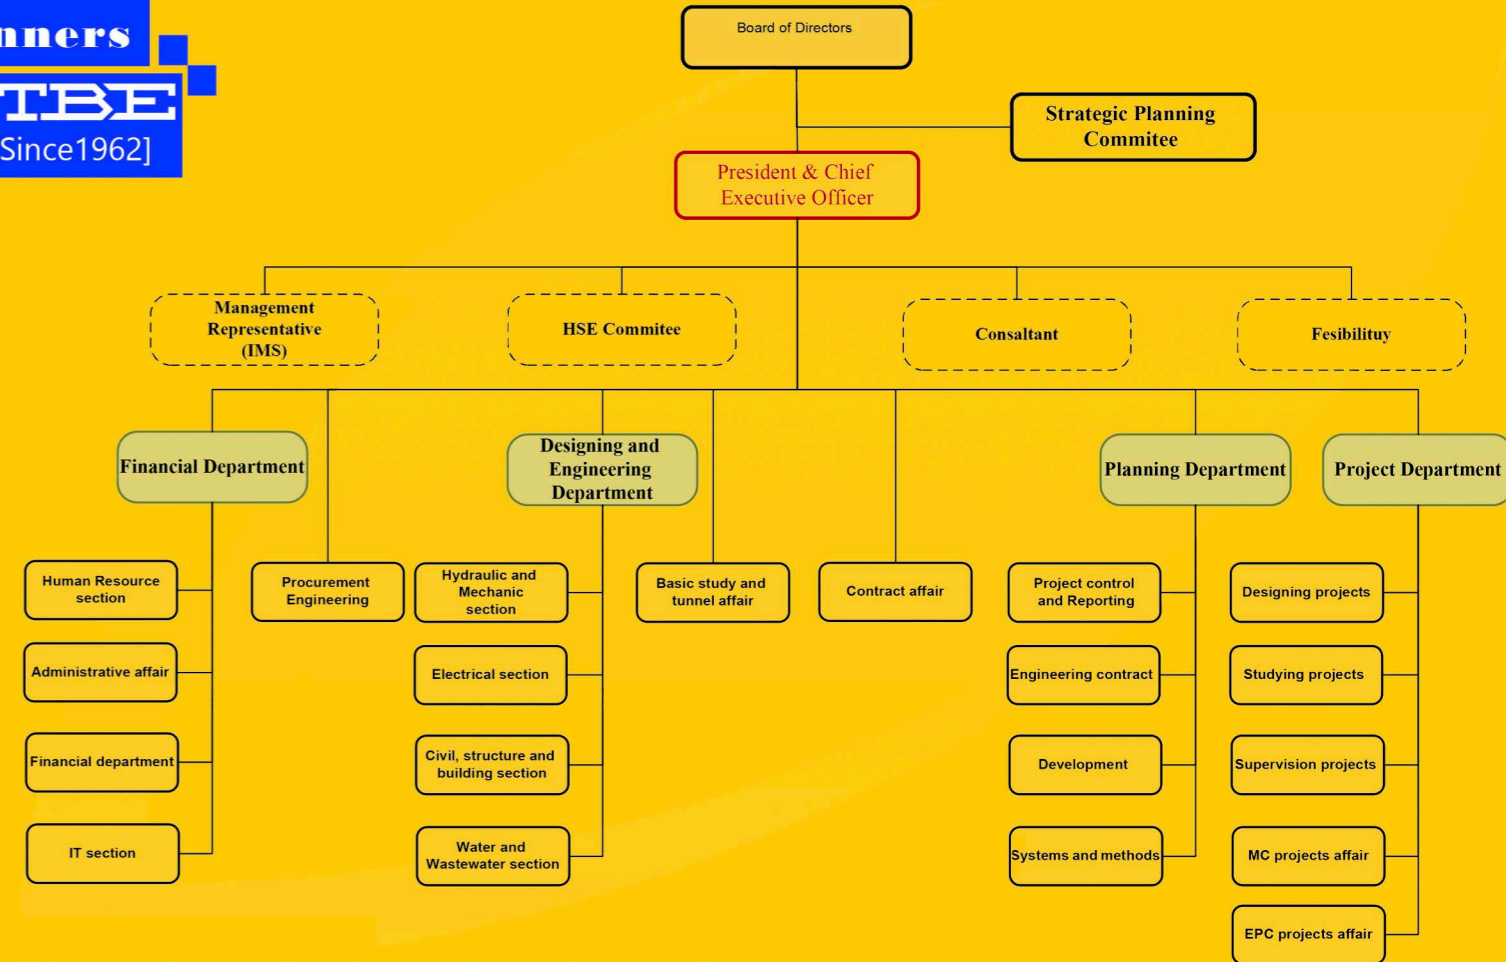 nners
TBE
Since1962]
Board of Directors
Strategic Planning
Commitee
President & Chief
Executive Officer
Management
Representative
(IMS)
HSE Commitee
Consaltant
Fesibilituy
Financial Department
Designing and
Engineering
Department
Planning Department
Project Department
Human Resource
section
Procurement
Engineering
Hydraulic and
Mechanic
section
Basic study and
tunnel affair
Contract affair
Project control
and Reporting
Designing projects
Administrative affair
Electrical section
Engineering contract
Studying projects
Financial department
Civil, structure and
building section
Development
Supervision projects
IT section
Water and
Wastewater section
Systems and methods
MC projects affair
EPC projects affair